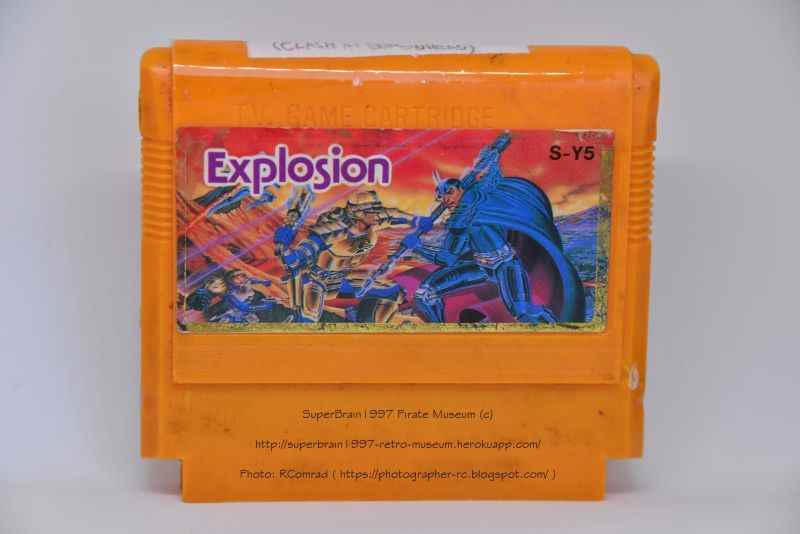 (CLASH AT DEMONHEAD)
T.V. GAME CARTRIDGE
Explosion
S-Y5
SuperBrain1997 Pirate Museum (c)
http://superbrain1997-retro-museum.herokuapp.com/
Photo: RComrad ( https://photographer-rc.blogspot.com/ )